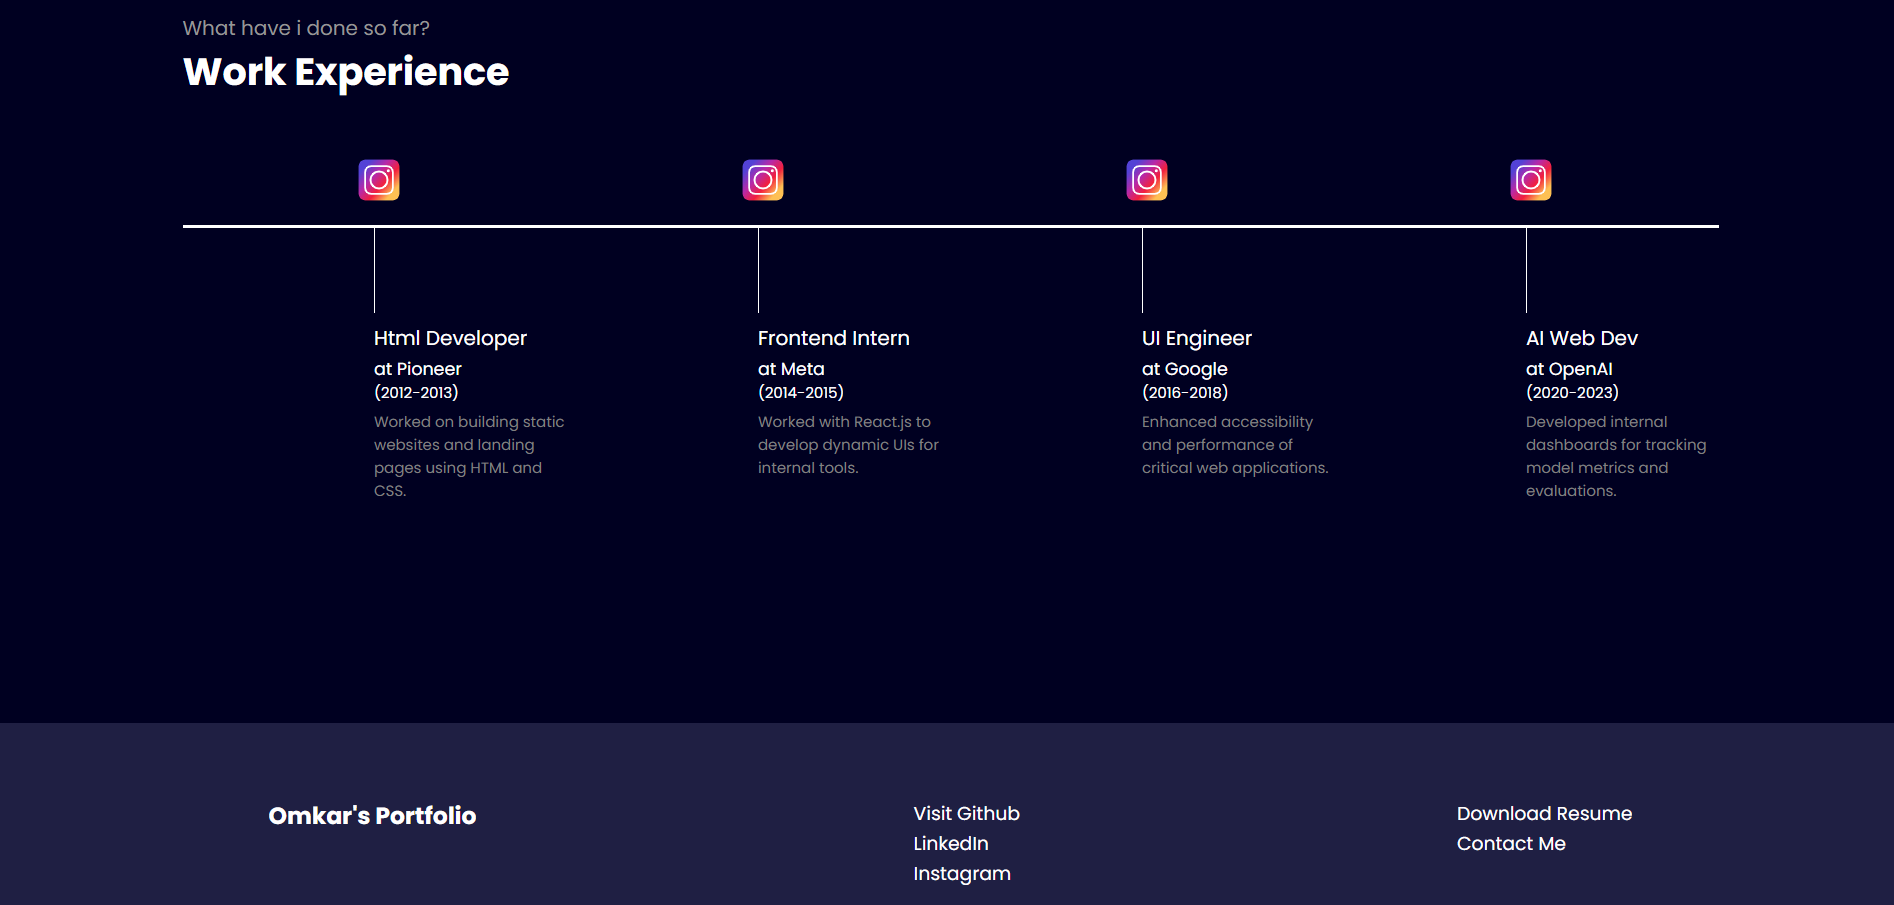 What have i done so far?
Work Experience
Html Developer
at Pioneer
(2012-2013)
Worked on building static
websites and landing
pages using HTML and
CSS.
Frontend Intern
at Meta
(2014-2015)
Worked with React.js to
develop dynamic UIs for
internal tools.
UI Engineer
at Google
(2016-2018)
Enhanced accessibility
and performance of
critical web applications.
AI Web Dev
at OpenAI
(2020-2023)
Developed internal
dashboards for tracking
model metrics and
evaluations.
Omkar's Portfolio
Visit Github
LinkedIn
Instagram
Download Resume
Contact Me